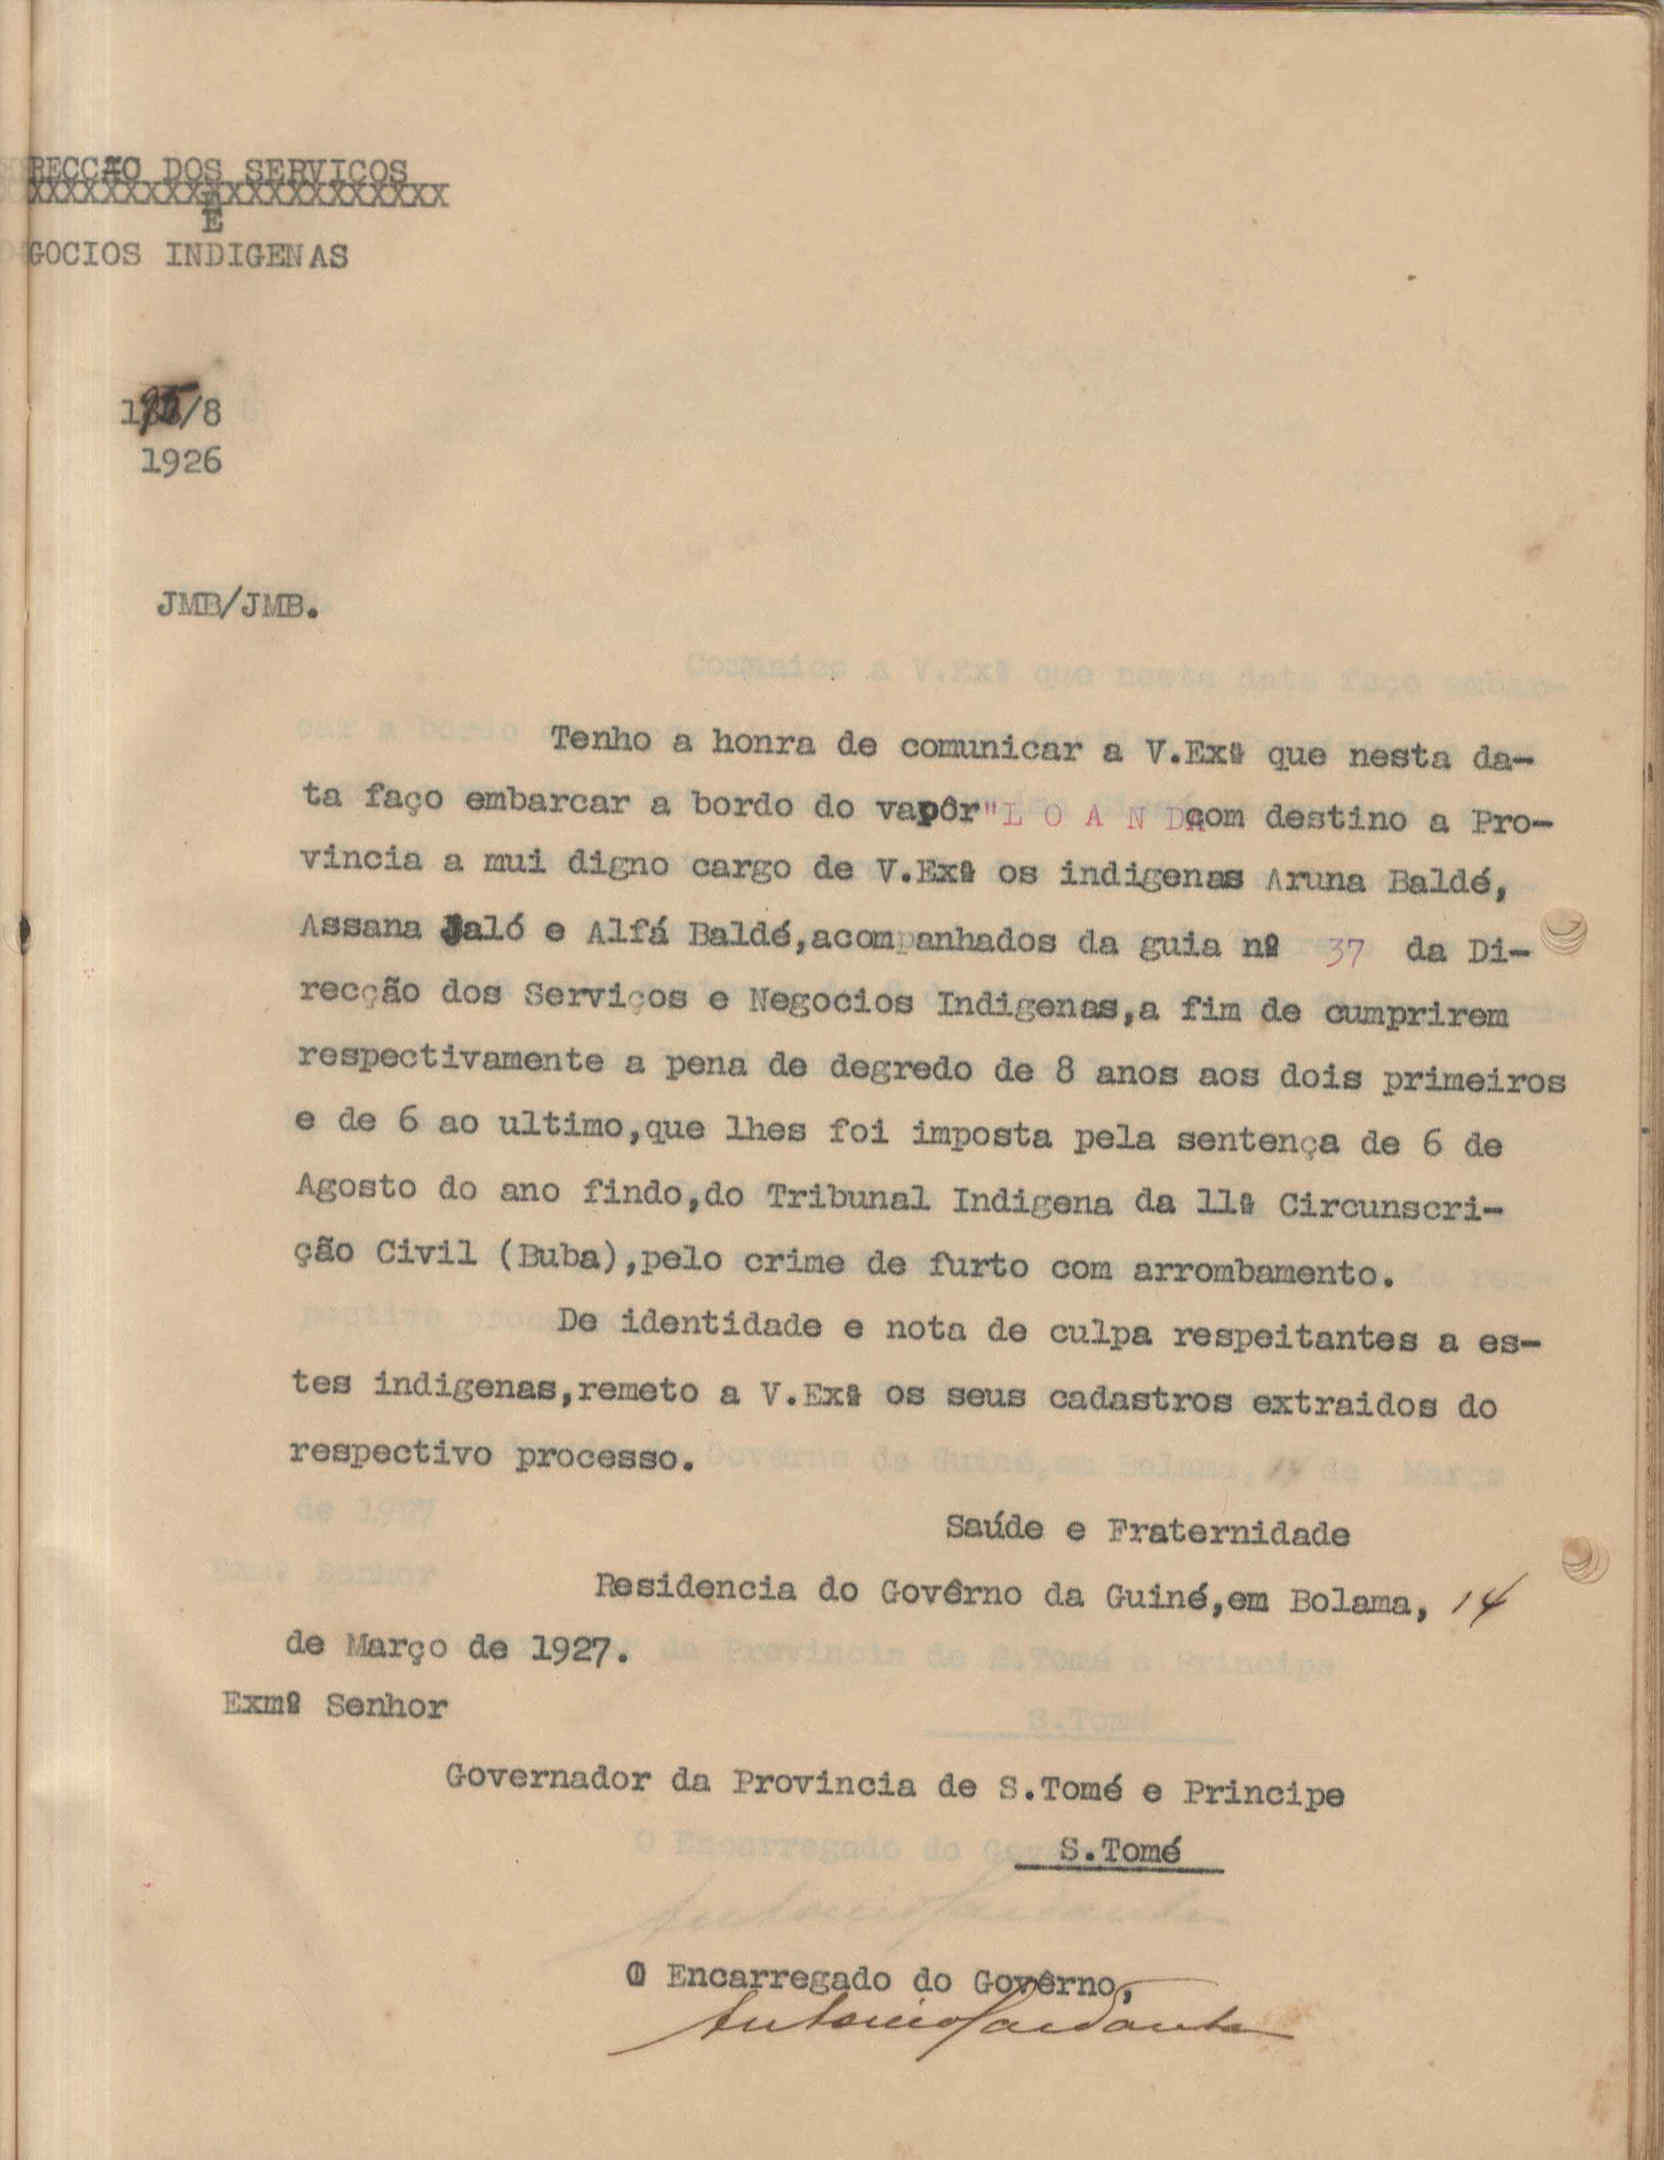 RECCÃO DOS SERVIÇOS
XXXXXXXXXXXXXXXXXXXXXXX
E
GOCIOS INDIGENAS
/8
1926
JMB/JMB.
Tenho a honra de comunicar a V.Exª que nesta da-
ta faço embarcar a bordo do vapôr "L O A N D A com destino a Pro-
vincia a mui digno cargo de V.Exª os indigenas Aruna Baldé,
Assana Jaló e Alfá Baldé,acompanhados da guia nº 37 da Di-
recção dos Serviços e Negocios Indigenas,a fim de cumprirem
respectivamente a pena de degredo de 8 anos aos dois primeiros
e de 6 ao ultimo,que lhes foi imposta pela sentença de 6 de
Agosto do ano findo,do Tribunal Indigena da 11ª Circunscri-
ção Civil (Buba),pelo crime de furto com arrombamento.
De identidade e nota de culpa respeitantes a es-
tes indigenas,remeto a V.Exª os seus cadastros extraidos do
respectivo processo.
Saúde e Fraternidade
Residencia do Govêrno da Guiné,em Bolama, 14
de Março de 1927.
Exmº Senhor
Governador da Provincia de S.Tomé e Principe
S.Tomé
O Encarregado do Govêrno,